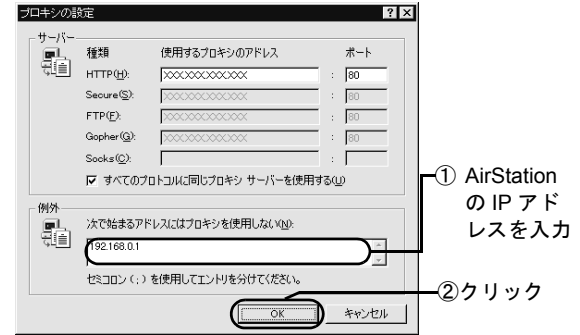 プロキシの設定
サーバー
種類 使用するプロキシのアドレス ポート
HTTP(H): XXXXXXXXXXXX : 80
Secure(S): XXXXXXXXXXXX : 80
FTP(F): XXXXXXXXXXXX : 80
Gopher(G): XXXXXXXXXXXX : 80
Socks(C): :
すべてのプロトコルに同じプロキシ サーバーを使用する(U)
例外
次で始まるアドレスにはプロキシを使用しない(N):
192.168.0.1
セミコロン ( ; ) を使用してエントリを分けてください。
OK キャンセル
① AirStation
の IP アド
レスを入力
②クリック